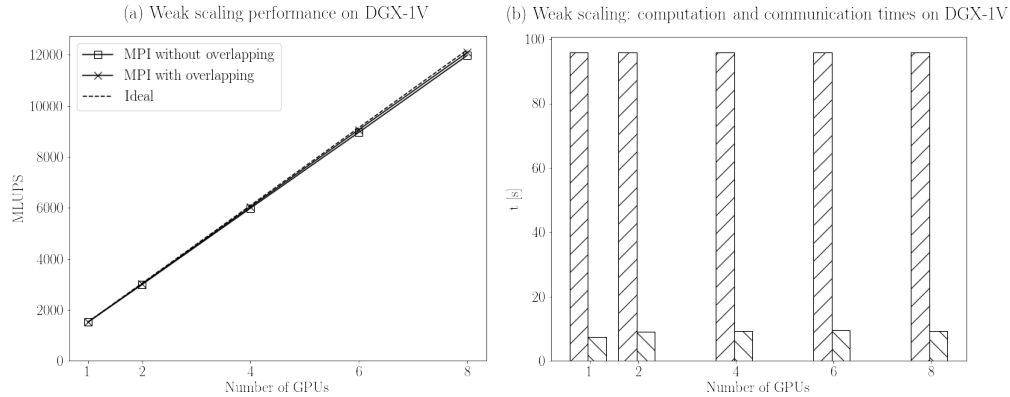 (a) Weak scaling performance on DGX-1V
MLUPS
12000
10000
8000
6000
4000
2000
0
MPI without overlapping
MPI with overlapping
Ideal
1 2 4 6 8
Number of GPUs
(b) Weak scaling: computation and communication times on DGX-1V
t [s]
100
80
60
40
20
0
1 2 4 6 8
Number of GPUs